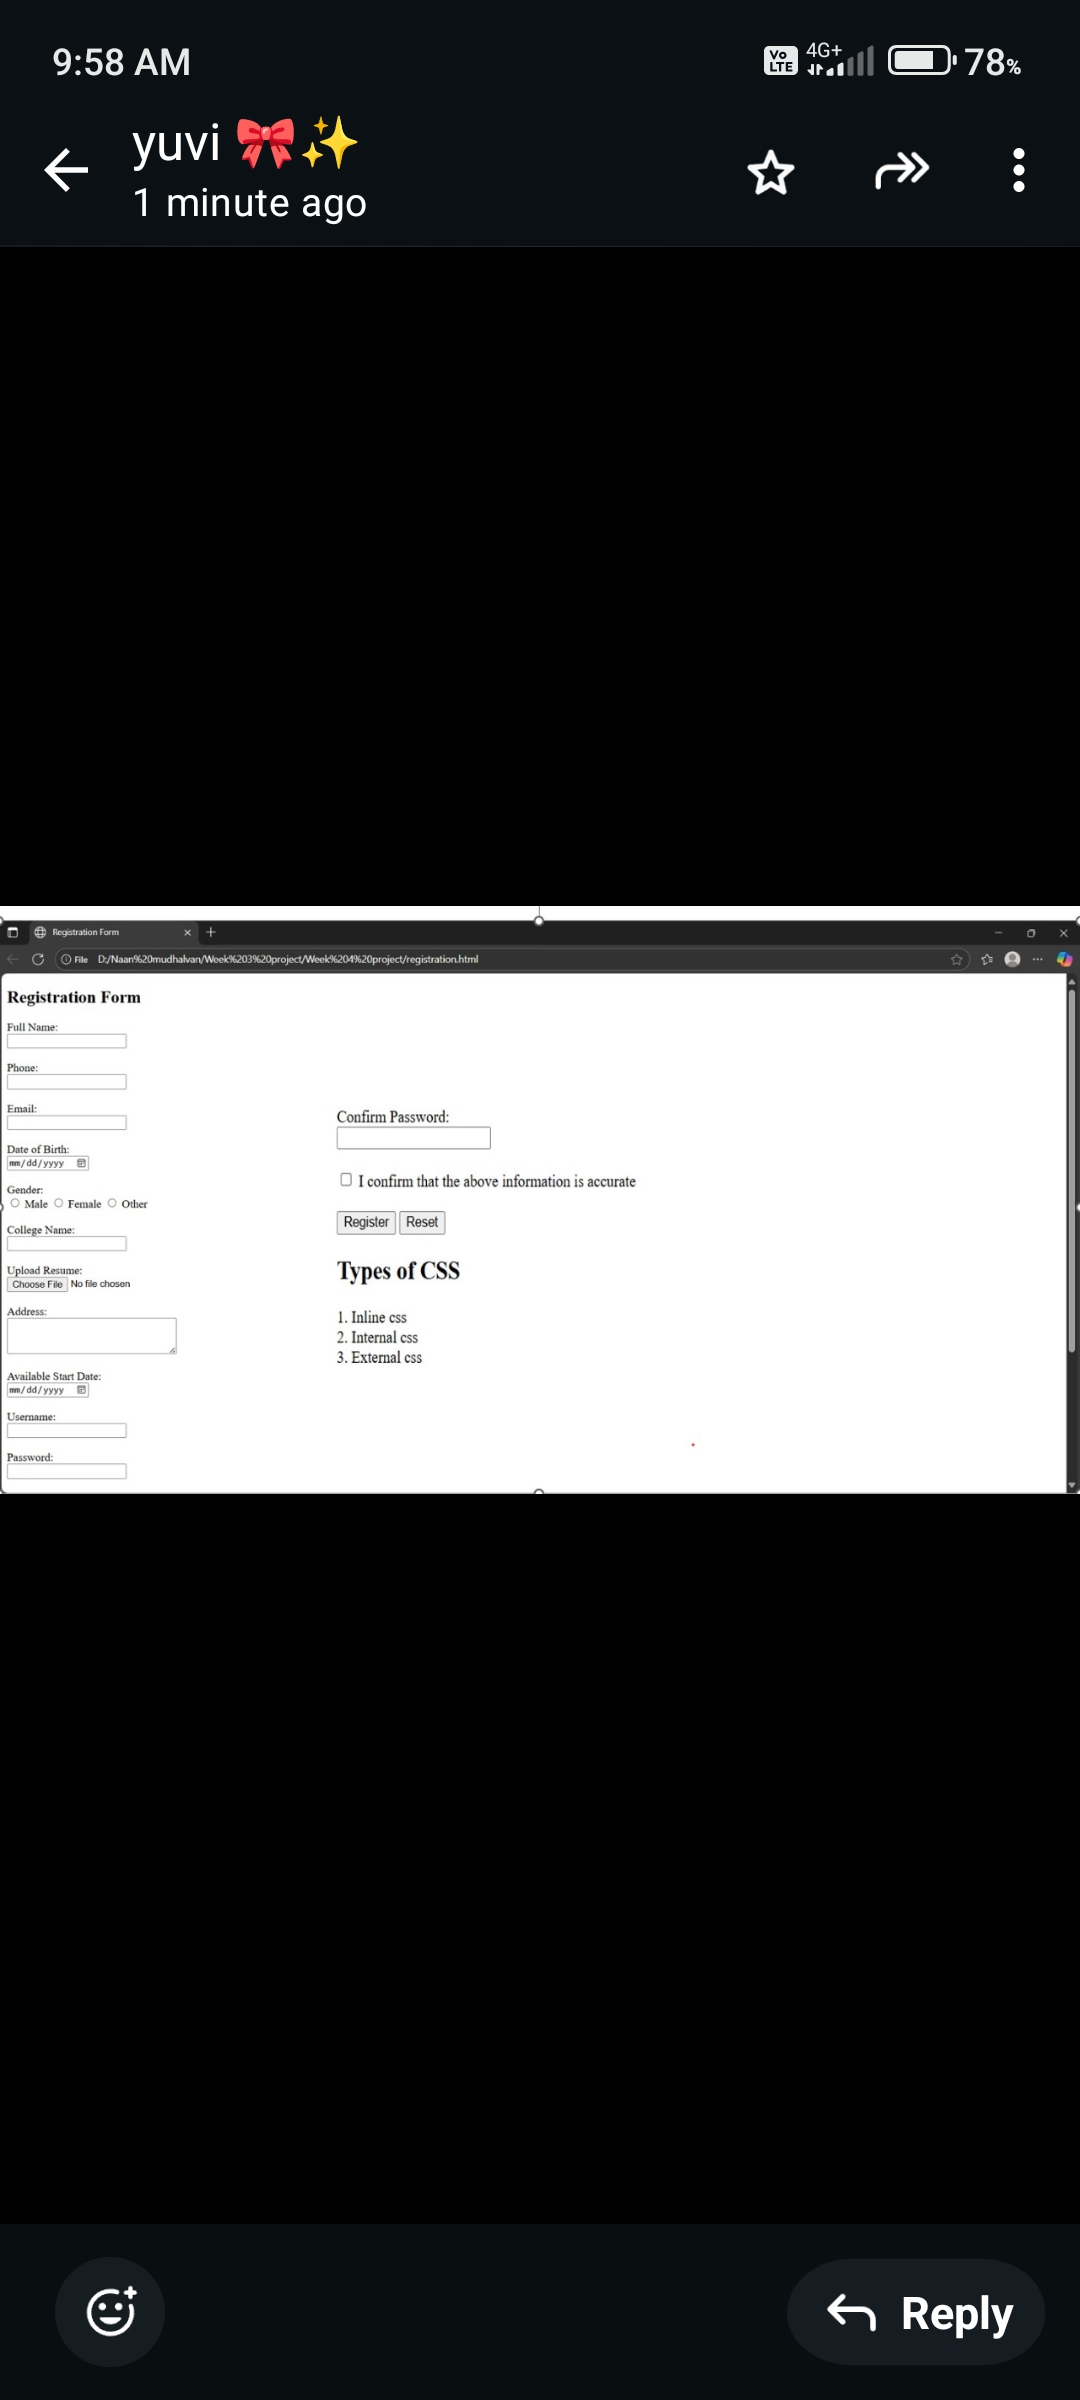 9:58 AM
Vo LTE 4G+ 78%
yuvi 🎀✨
1 minute ago
Registration Form
File D:/Naan%20mudhalvan/Week%203%20project/Week%204%20project/registration.html
Registration Form
Full Name:
Phone:
Email:
Date of Birth:
mm/dd/yyyy
Gender:
Male Female Other
College Name:
Upload Resume:
Choose File No file chosen
Address:
Available Start Date:
mm/dd/yyyy
Username:
Password:
Confirm Password:
I confirm that the above information is accurate
Register Reset
Types of CSS
1. Inline css
2. Internal css
3. External css
Reply